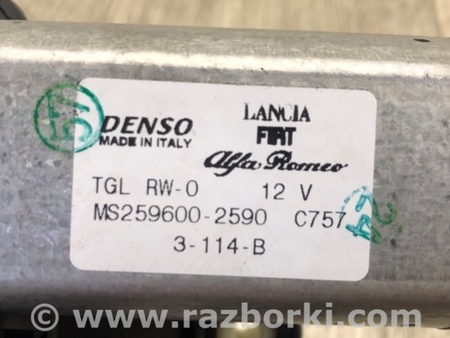 DENSO
MADE IN ITALY
LANCIA
FIAT
Alfa Romeo
TGL RW-0 12 V
MS259600-2590 C757
3-114-B
24
www.razborki.com